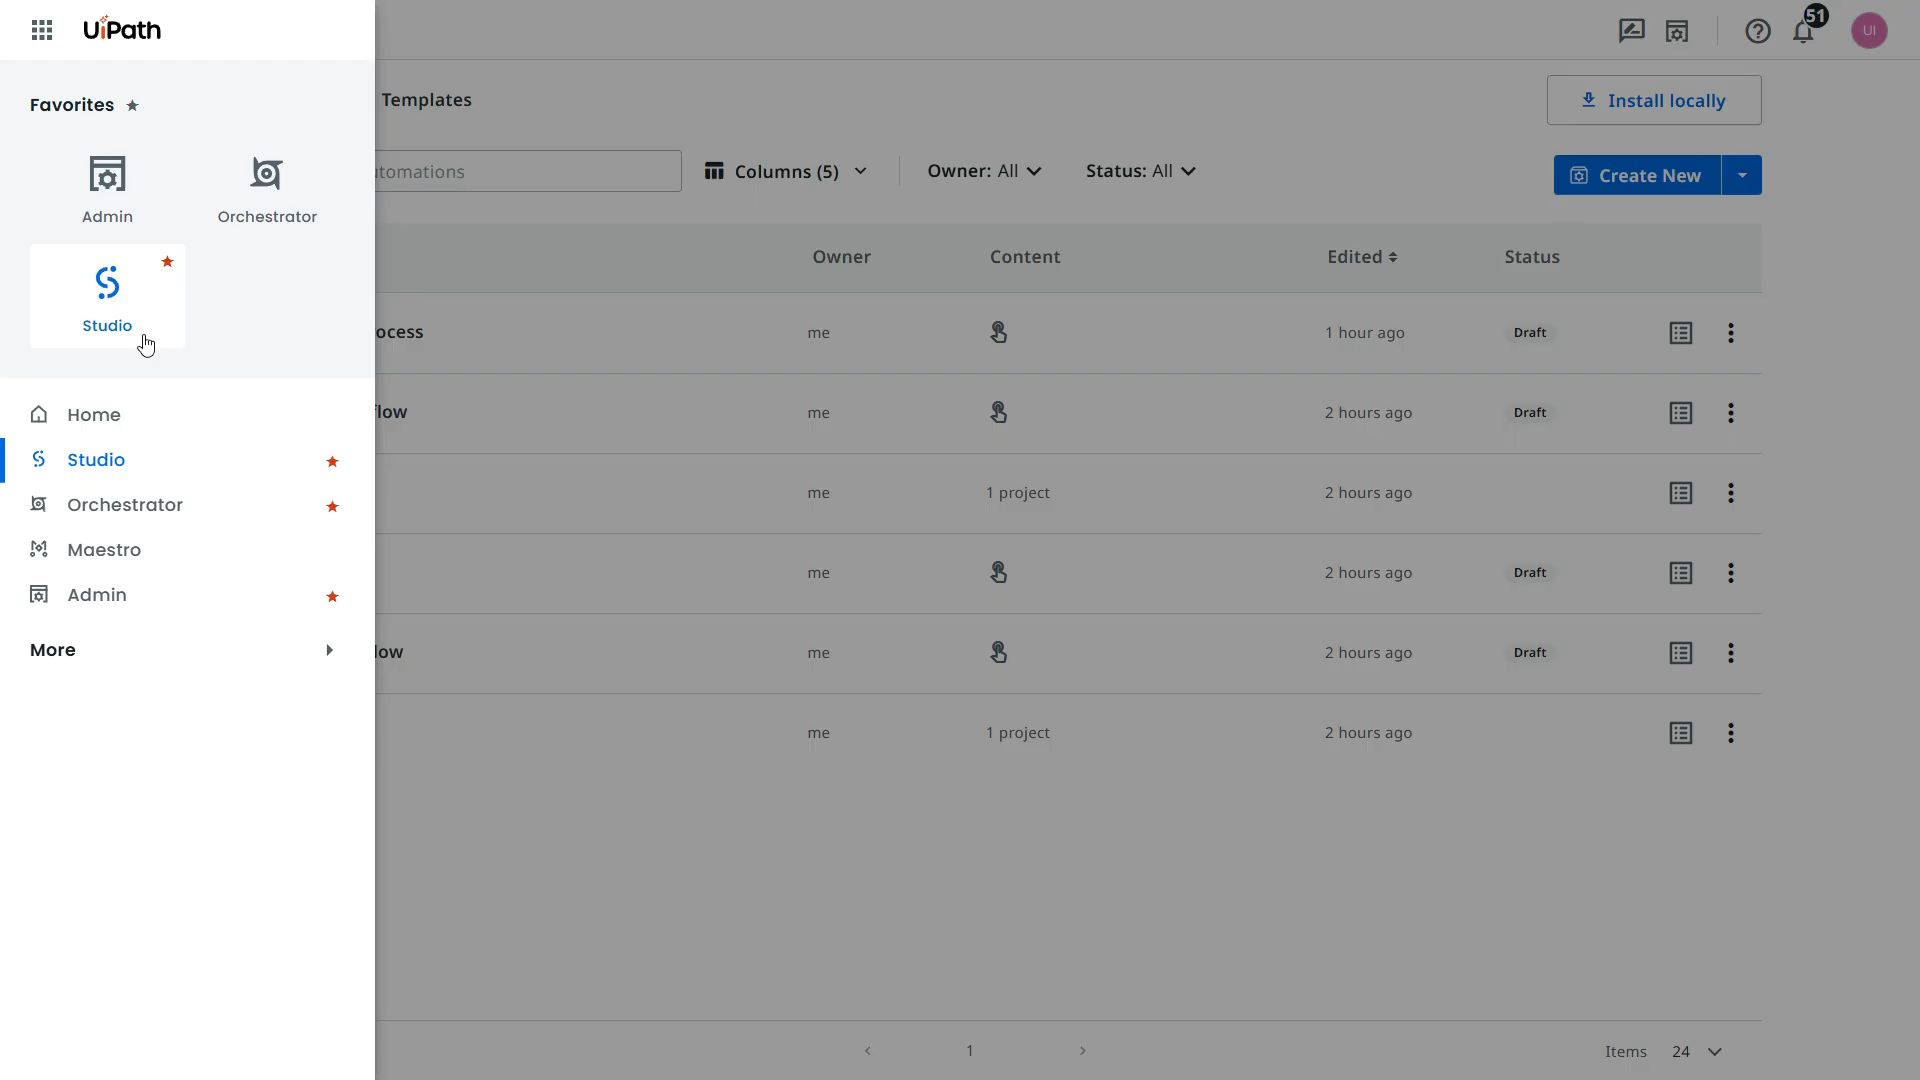 UiPath
51
UI
Favorites
Templates
Install locally
Admin
Orchestrator
Studio
utomations
Columns (5)
Owner: All
Status: All
Create New
Owner
Content
Edited
Status
ocess
me
1 hour ago
Draft
flow
me
2 hours ago
Draft
me
1 project
2 hours ago
me
2 hours ago
Draft
low
me
2 hours ago
Draft
me
1 project
2 hours ago
Home
Studio
Orchestrator
Maestro
Admin
More
1
Items 24